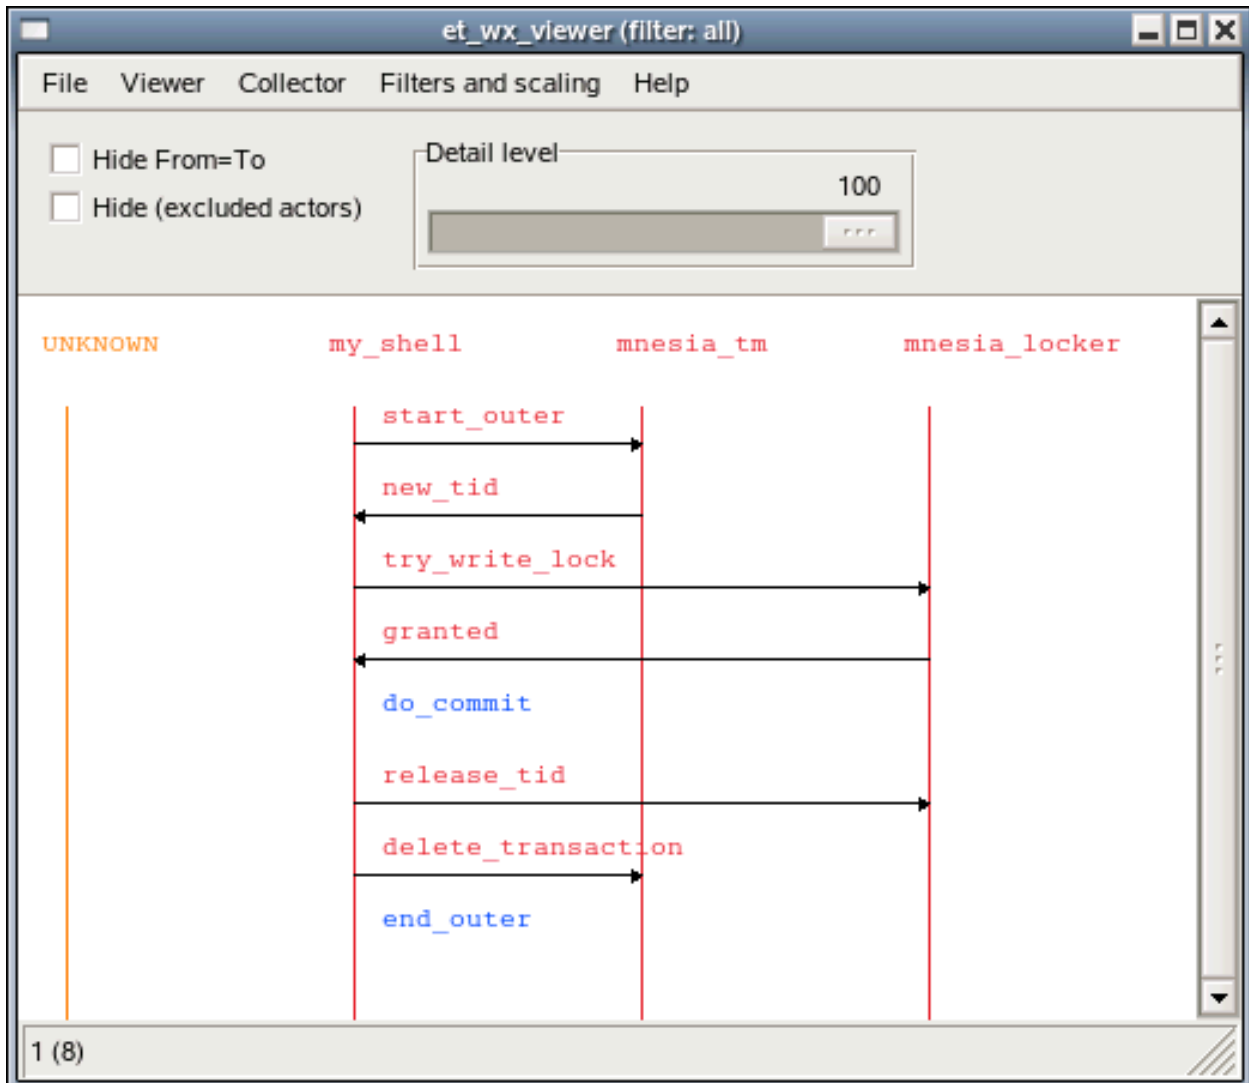 et_wx_viewer (filter: all)
File Viewer Collector Filters and scaling Help
Hide From=To
Hide (excluded actors)
Detail level
100
UNKNOWN my_shell mnesia_tm mnesia_locker
start_outer
new_tid
try_write_lock
granted
do_commit
release_tid
delete_transaction
end_outer
1 (8)